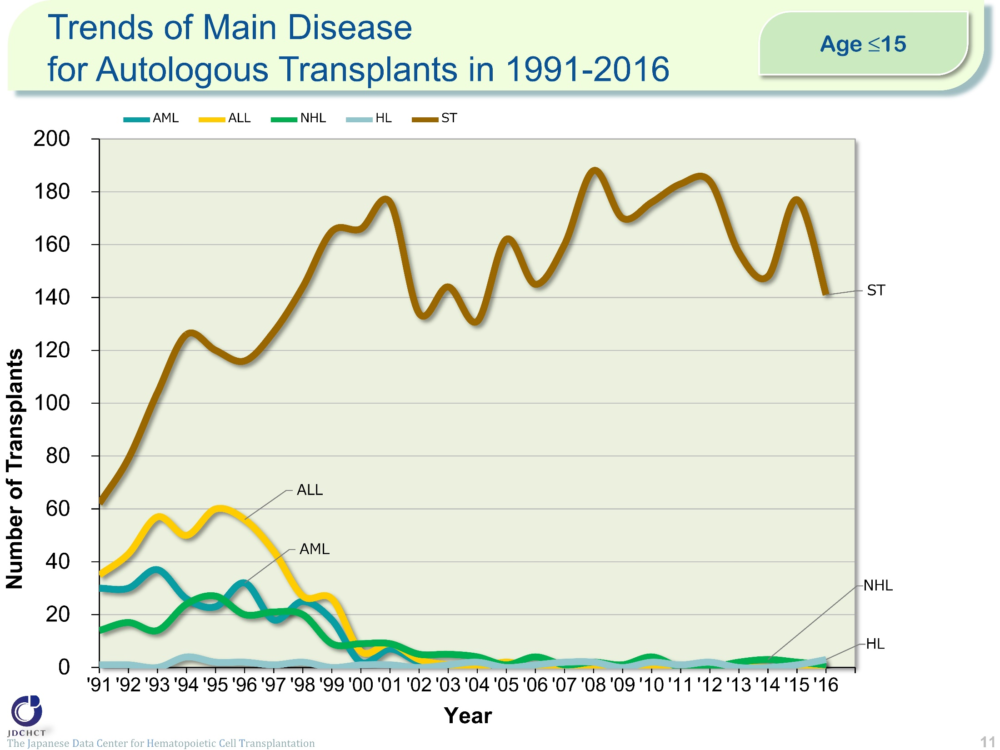 Trends of Main Disease
for Autologous Transplants in 1991-2016
Age ≤15
AML ALL NHL HL ST
200
180
160
140
120
100
80
60
40
20
0
Number of Transplants
ST
ALL
AML
NHL
HL
'91 '92 '93 '94 '95 '96 '97 '98 '99 '00 '01 '02 '03 '04 '05 '06 '07 '08 '09 '10 '11 '12 '13 '14 '15 '16
Year
JDCHCT
The Japanese Data Center for Hematopoietic Cell Transplantation
11